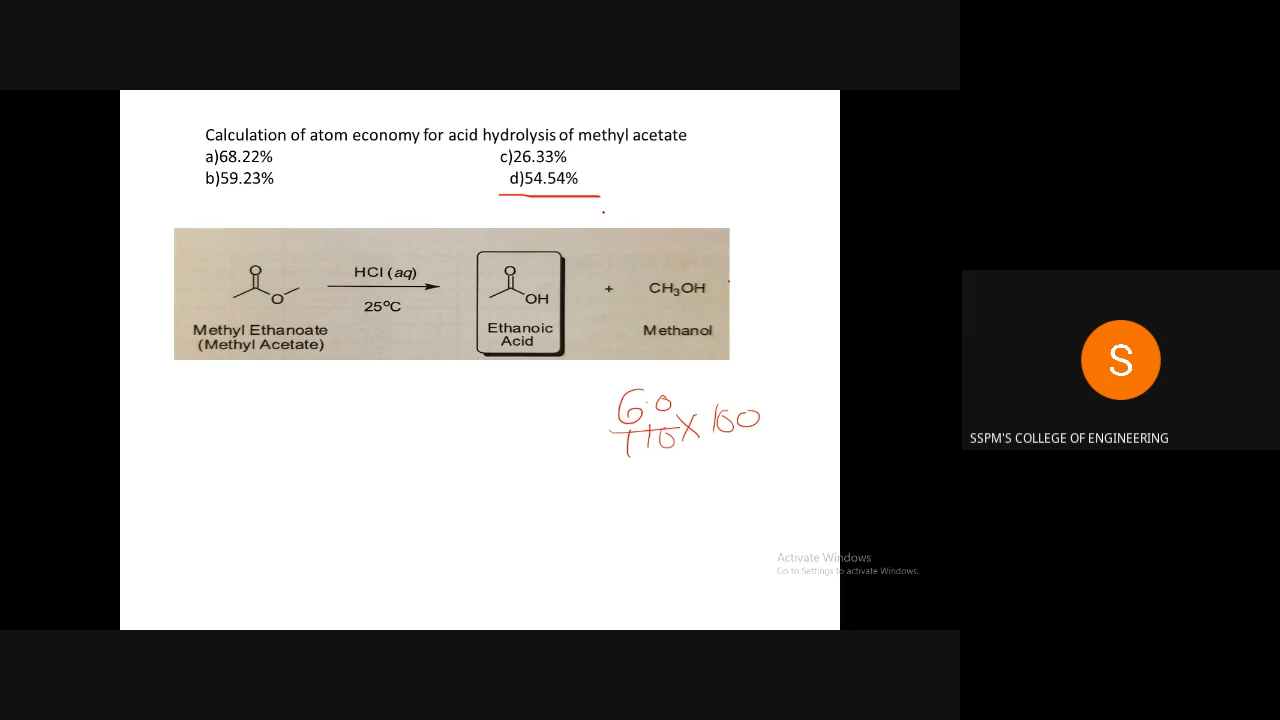 Calculation of atom economy for acid hydrolysis of methyl acetate
a)68.22% c)26.33%
b)59.23% d)54.54%
O
O
HCl (aq)
25°C
O
OH
+
CH₃OH
Methyl Ethanoate
(Methyl Acetate)
Ethanoic
Acid
Methanol
60
110 X 100
S
SSPM'S COLLEGE OF ENGINEERING
Activate Windows
Go to Settings to activate Windows.